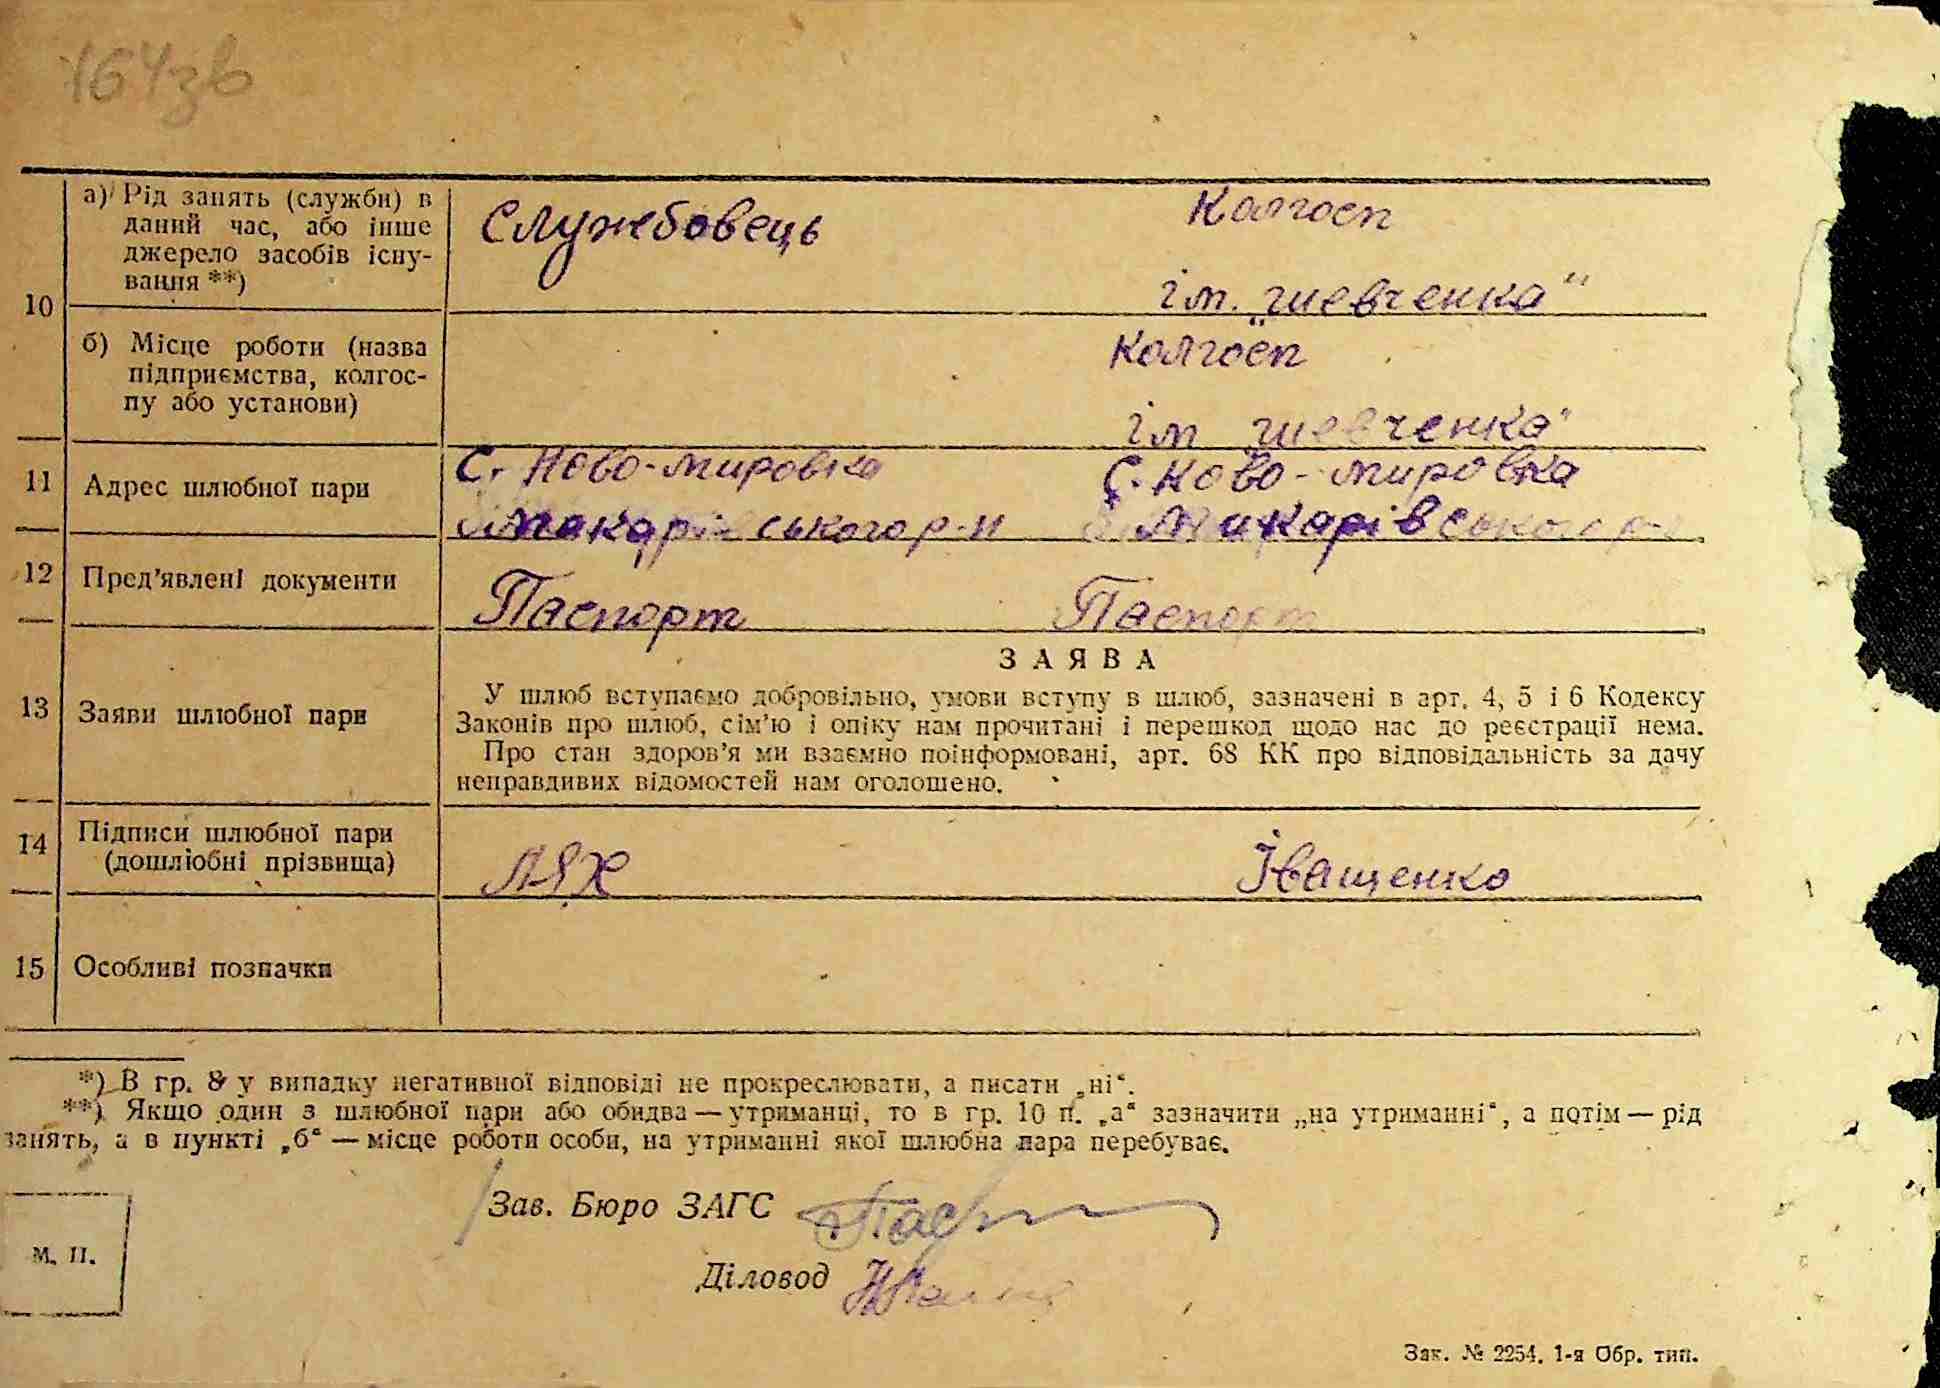 164зв
10
а) Рід занять (служби) в
даний час, або інше
джерело засобів існу-
вання **)
Службовець
Колгосп
ім. „шевченка“
б) Місце роботи (назва
підприємства, колгос-
пу або установи)
Колгосп
ім „шевченка“
11
Адрес шлюбної пари
с. Ново-мировка
с. Ново-мировка
макарівського р-н
макарівського р-н
12
Пред’явлені документи
Паспорт
Паспорт
13
Заяви шлюбної пари
ЗАЯВА
У шлюб вступаємо добровільно, умови вступу в шлюб, зазначені в арт. 4, 5 і 6 Кодексу
Законів про шлюб, сім’ю і опіку нам прочитані і перешкод щодо нас до реєстрації нема.
Про стан здоров’я ми взаємно поінформовані, арт. 68 КК про відповідальність за дачу
неправдивих відомостей нам оголошено.
14
Підписи шлюбної пари
(дошлюбні прізвища)
Лях
Іващенко
15
Особливі позначки
*) В гр. 8 у випадку негативної відповіді не прокреслювати, а писати „ні“.
**) Якщо один з шлюбної пари або обидва — утриманці, то в гр. 10 п. „а“ зазначити „на утриманні“, а потім — рід
занять, а в пункті „б“ — місце роботи особи, на утриманні якої шлюбна пара перебуває.
Зав. Бюро ЗАГС
Діловод
М. П.
Зак. № 2254. 1-я Обр. тип.